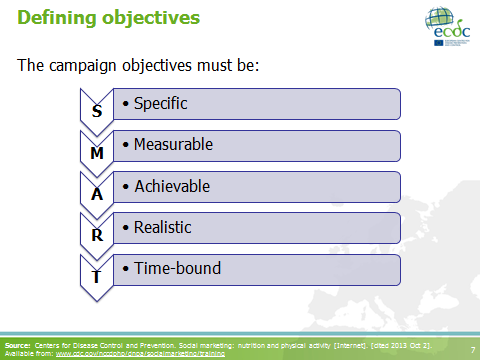 Defining objectives
ecdc
The campaign objectives must be:
S • Specific
M • Measurable
A • Achievable
R • Realistic
T • Time-bound
Source: Centers for Disease Control and Prevention. Social marketing: nutrition and physical activity [Internet]. [cited 2013 Oct 2].
Available from: www.cdc.gov/nccdphp/dnpa/socialmarketing/training
7